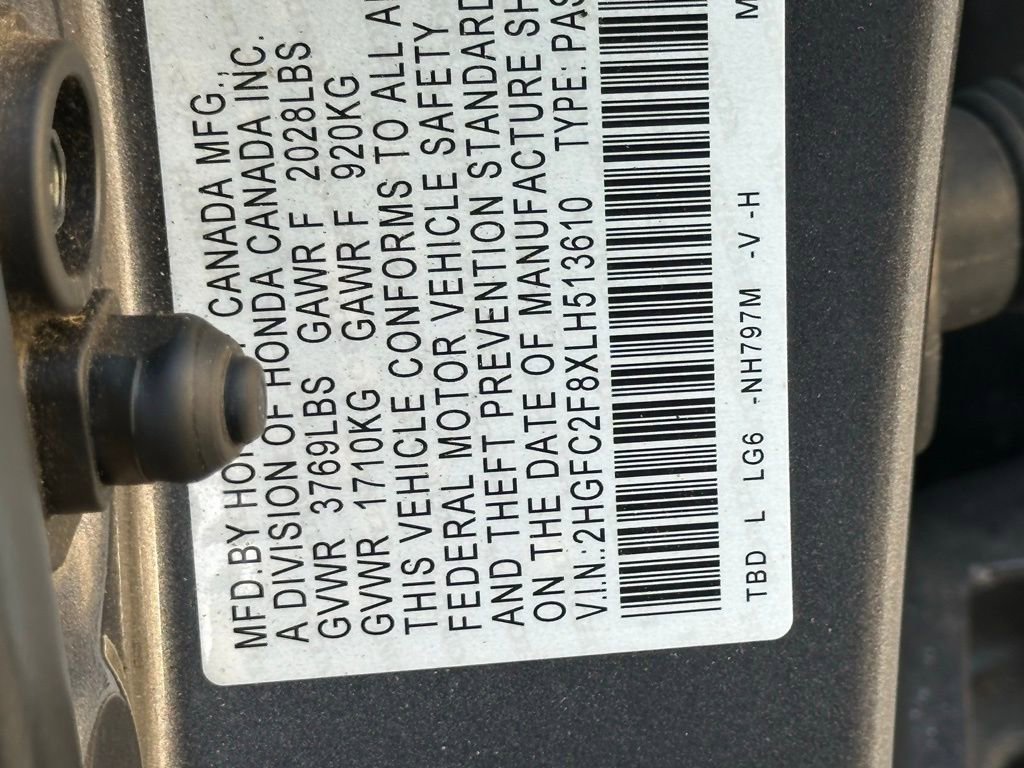 MFD.BY CANADA MFG.,
A DIVISION OF HONDA CANADA INC.
GVWR 3769LBS GAWR F 2028LBS
GVWR 1710KG GAWR F 920KG
THIS VEHICLE CONFORMS TO ALL
FEDERAL MOTOR VEHICLE SAFETY
AND THEFT PREVENTION STANDARD
ON THE DATE OF MANUFACTURE
V.I.N.:2HGFC2F8XLH513610 TYPE:PAS
TBD L LG6 -NH797M -V -H